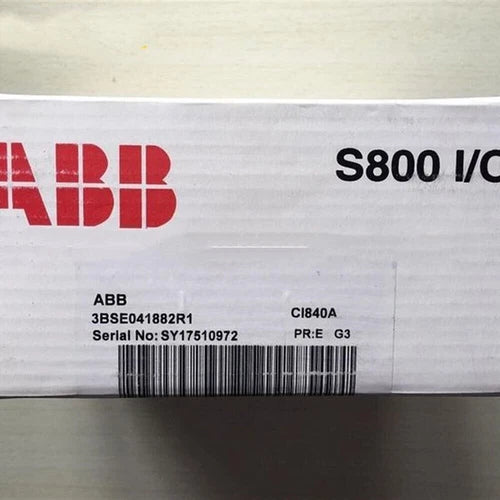 ABB
S800 I/O
ABB
3BSE041882R1 CI840A
Serial No: SY17510972 PR:E G3